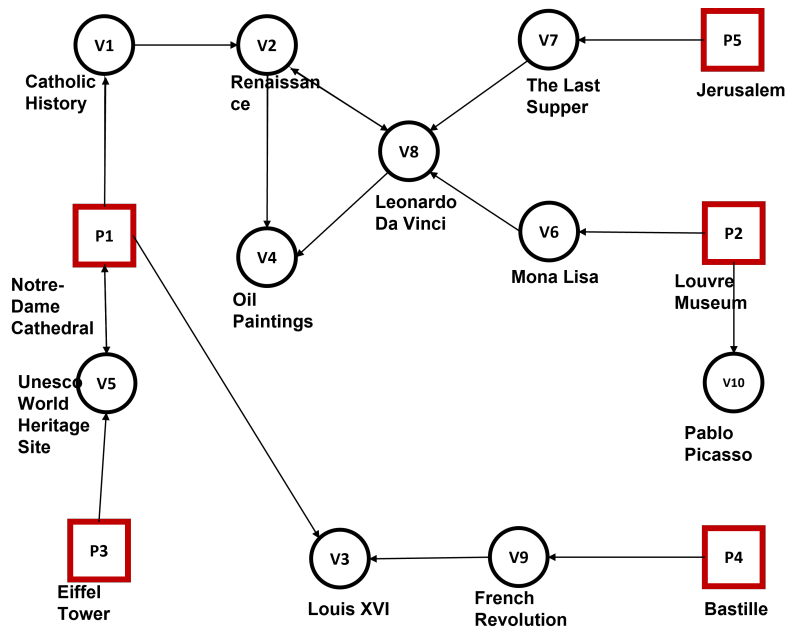 V1
Catholic
History
V2
Renaissan
ce
V7
The Last
Supper
P5
Jerusalem
V8
Leonardo
Da Vinci
P1
Notre-
Dame
Cathedral
V4
Oil
Paintings
V6
Mona Lisa
P2
Louvre
Museum
V5
Unesco
World
Heritage
Site
V10
Pablo
Picasso
P3
Eiffel
Tower
V3
Louis XVI
V9
French
Revolution
P4
Bastille